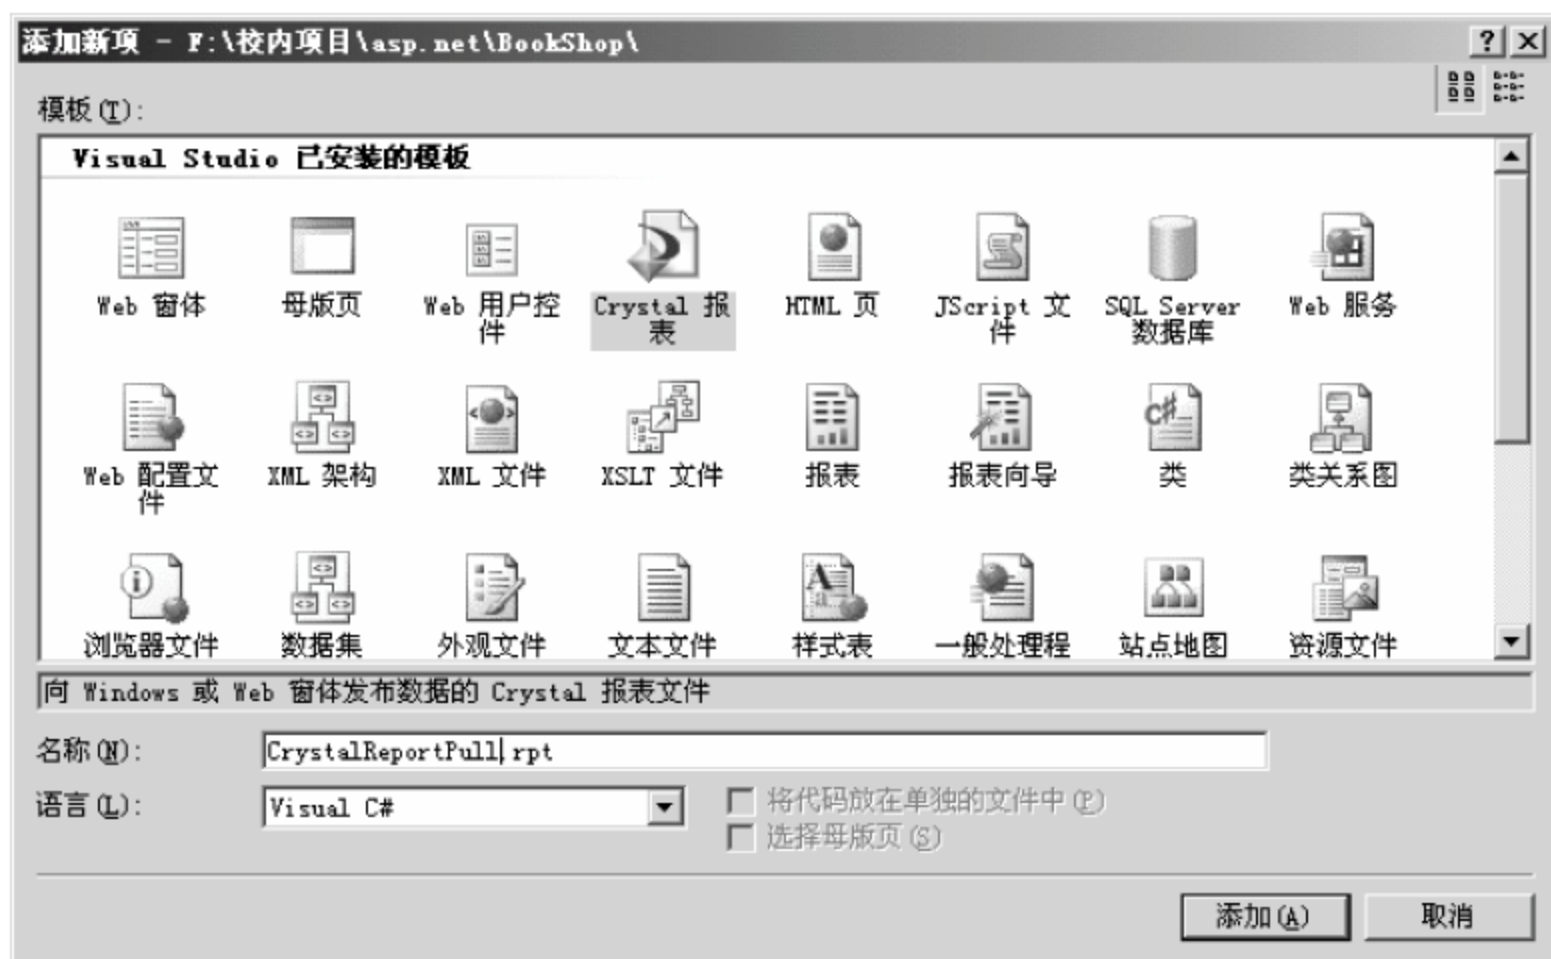 添加新项 - F:\校内项目\asp.net\BookShop\
模板(T):
Visual Studio 已安装的模板
Web 窗体
母版页
Web 用户控
件
Crystal 报
表
HTML 页
JScript 文
件
SQL Server
数据库
Web 服务
Web 配置文
件
XML 架构
XML 文件
XSLT 文件
报表
报表向导
C#
类
类关系图
浏览器文件
数据集
外观文件
文本文件
样式表
一般处理程
站点地图
资源文件
向 Windows 或 Web 窗体发布数据的 Crystal 报表文件
名称(N):
CrystalReportPull.rpt
语言(L):
Visual C#
将代码放在单独的文件中(P)
选择母版页(S)
添加(A)
取消